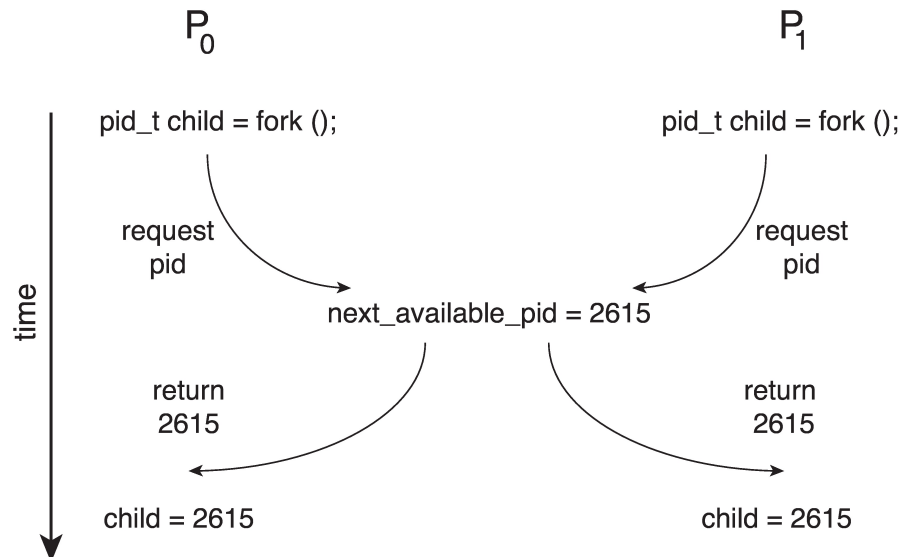 P0 P1
pid_t child = fork (); pid_t child = fork ();
request request
pid pid
time
next_available_pid = 2615
return return
2615 2615
child = 2615 child = 2615